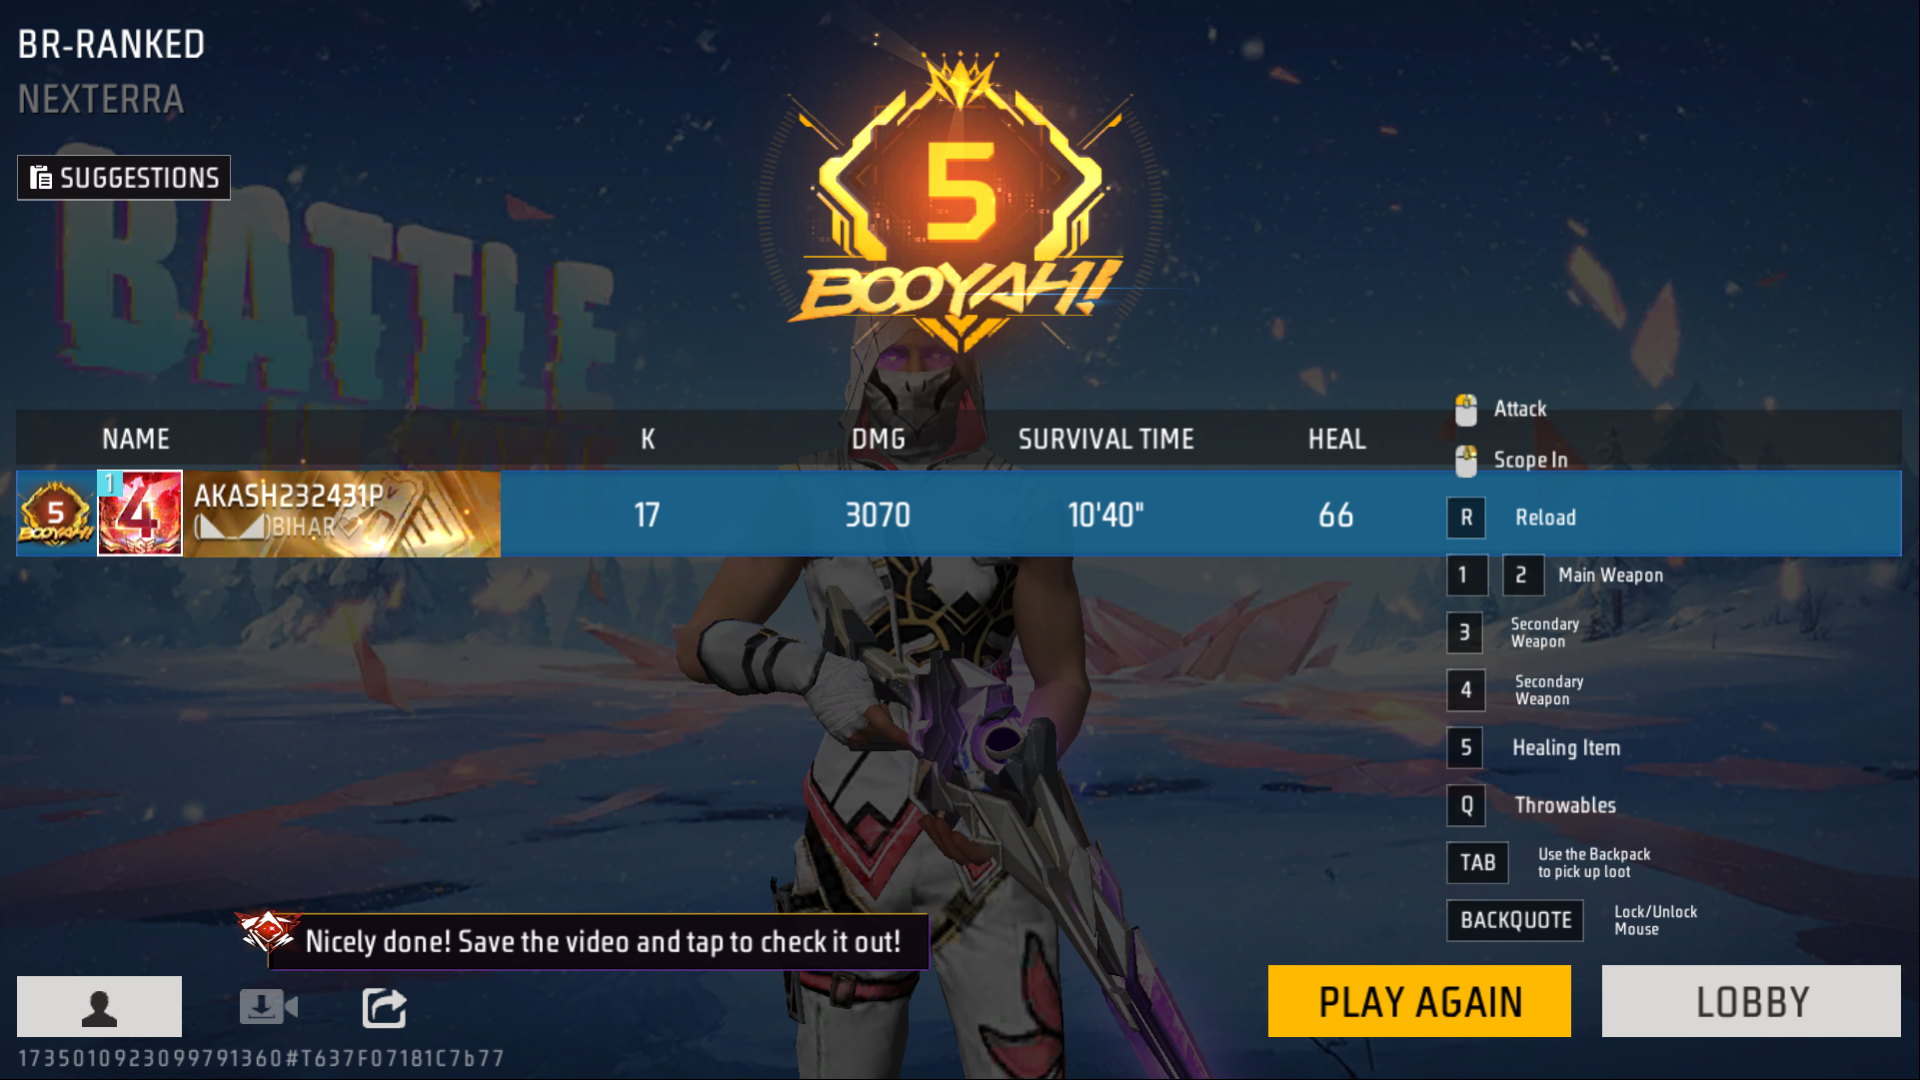 BR-RANKED
NEXTERRA
SUGGESTIONS
BATTLE
5
BOOYAH!
NAME K DMG SURVIVAL TIME HEAL
5 BOOYAH! 1 4 AKASH232431P 17 3070 10'40" 66
BIHAR♡
Attack
Scope In
R Reload
1 2 Main Weapon
3 Secondary
Weapon
4 Secondary
Weapon
5 Healing Item
Q Throwables
TAB Use the Backpack
to pick up loot
BACKQUOTE Lock/Unlock
Mouse
Nicely done! Save the video and tap to check it out!
PLAY AGAIN LOBBY
1735010923099791360#T637F07181C7b77